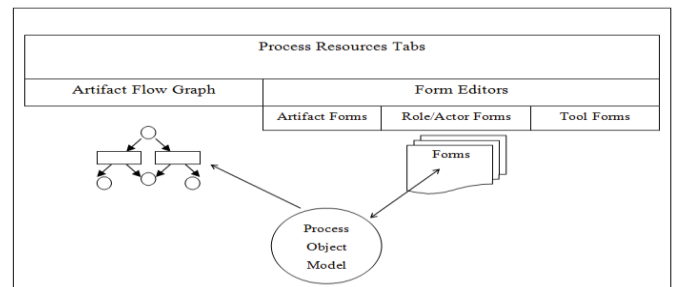 Process Resources Tabs
Artifact Flow Graph
Form Editors
Artifact Forms
Role/Actor Forms
Tool Forms
Forms
Process
Object
Model